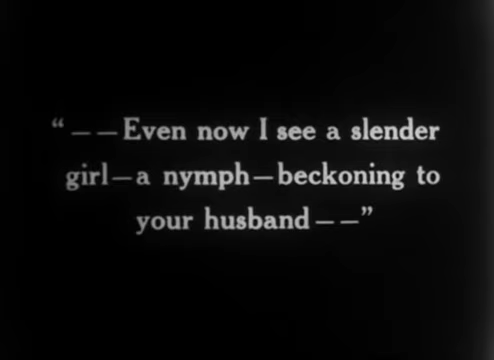 “——Even now I see a slender
girl—a nymph—beckoning to
your husband——”